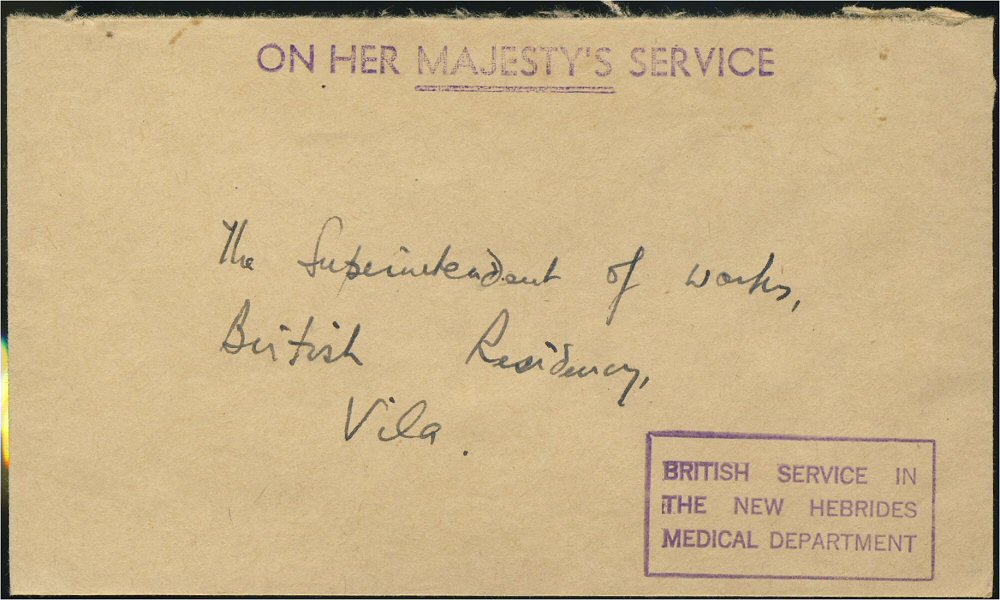 ON HER MAJESTY'S SERVICE
The Superintendent of works,
British Residency,
Vila.
BRITISH SERVICE IN
THE NEW HEBRIDES
MEDICAL DEPARTMENT